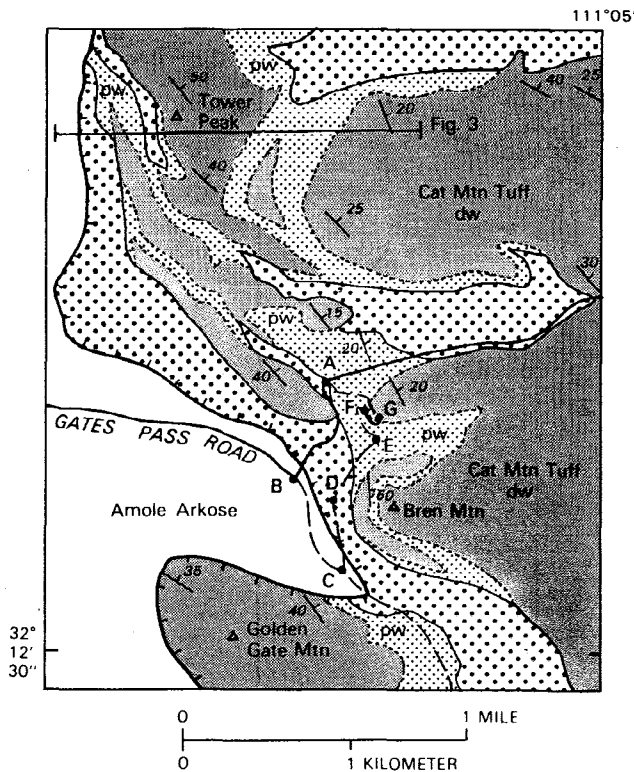 111°05'
50
pw
pw
Tower
Peak
20
40
25
Fig. 3
40
Cat Mtn Tuff
dw
25
30
pw
15
20
A
40
20
F
G
E
pw
GATES PASS ROAD
B
D
Cat Mtn Tuff
dw
Amole Arkose
60
Bren Mtn
C
35
40
32°
12'
30"
Golden
Gate Mtn
pw
0 1 MILE
0 1 KILOMETER